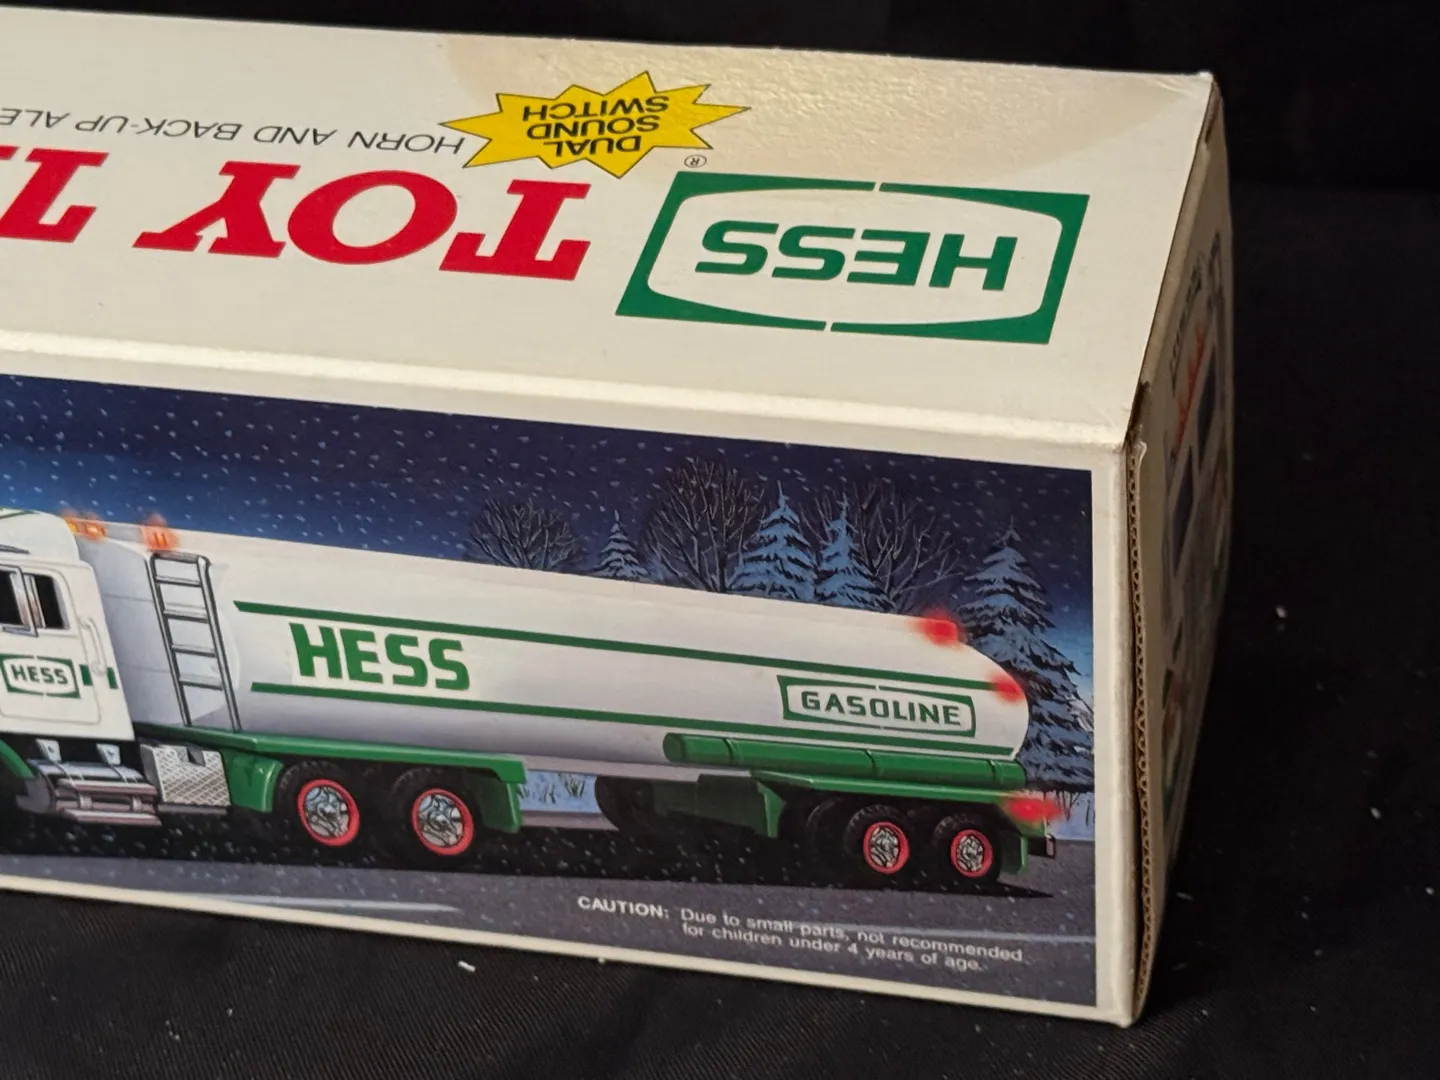 HESS®
TOY
DUAL
SOUND
SWITCH
HORN AND BACK-UP
HESS
HESS
GASOLINE
CAUTION: Due to small parts, not recommended
for children under 4 years of age.